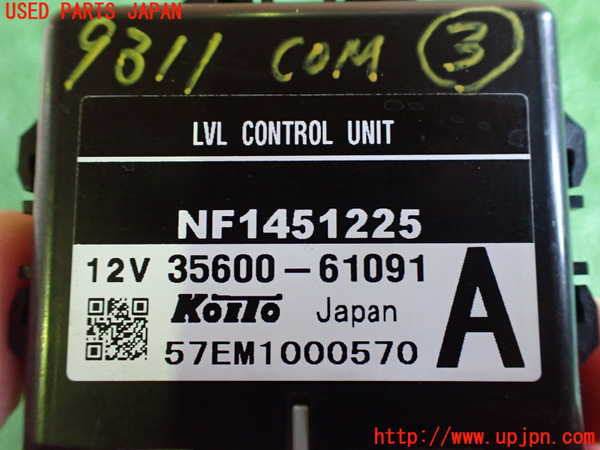 USED PARTS JAPAN
9311 COM 3
LVL CONTROL UNIT
NF1451225
12V 35600-61091
KOITO Japan
A
57EM1000570
http://www.upjpn.com/